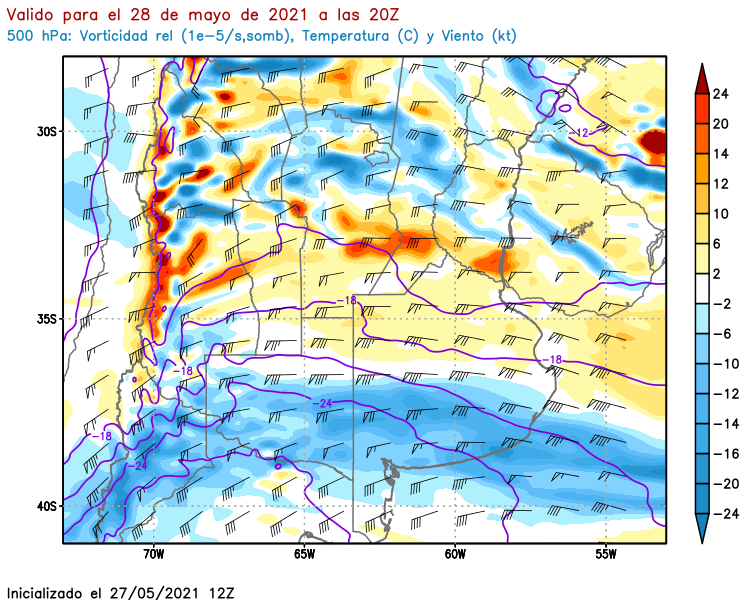 Valido para el 28 de mayo de 2021 a las 20Z
500 hPa: Vorticidad rel (1e-5/s,somb), Temperatura (C) y Viento (kt)
24
20
16
14
12
10
6
2
-2
-6
-10
-12
-14
-16
-20
-24
30S
35S
40S
-12
-18
-18
-18
-24
-18
-24
70W
65W
60W
55W
Inicializado el 27/05/2021 12Z